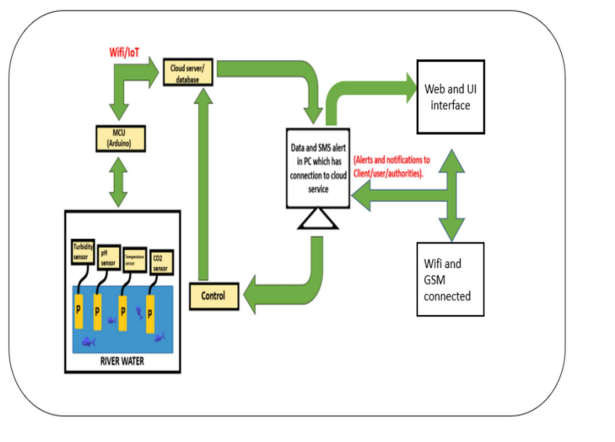 Wifi/IoT
Cloud server/
database
MCU
(Arduino)
Turbidity
sensor
pH
sensor
Temperature
sensor
CO2
sensor
P
P
P
P
RIVER WATER
Control
Data and SMS alert
in PC which has
connection to cloud
service
Web and UI
interface
(Alerts and notifications to
Client/user/authorities).
Wifi and
GSM
connected